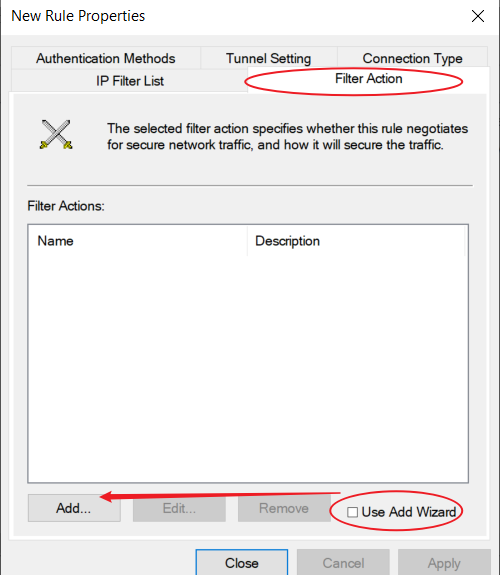 New Rule Properties
Authentication Methods Tunnel Setting Connection Type
IP Filter List Filter Action
The selected filter action specifies whether this rule negotiates
for secure network traffic, and how it will secure the traffic.
Filter Actions:
Name Description
Add... Edit... Remove Use Add Wizard
Close Cancel Apply